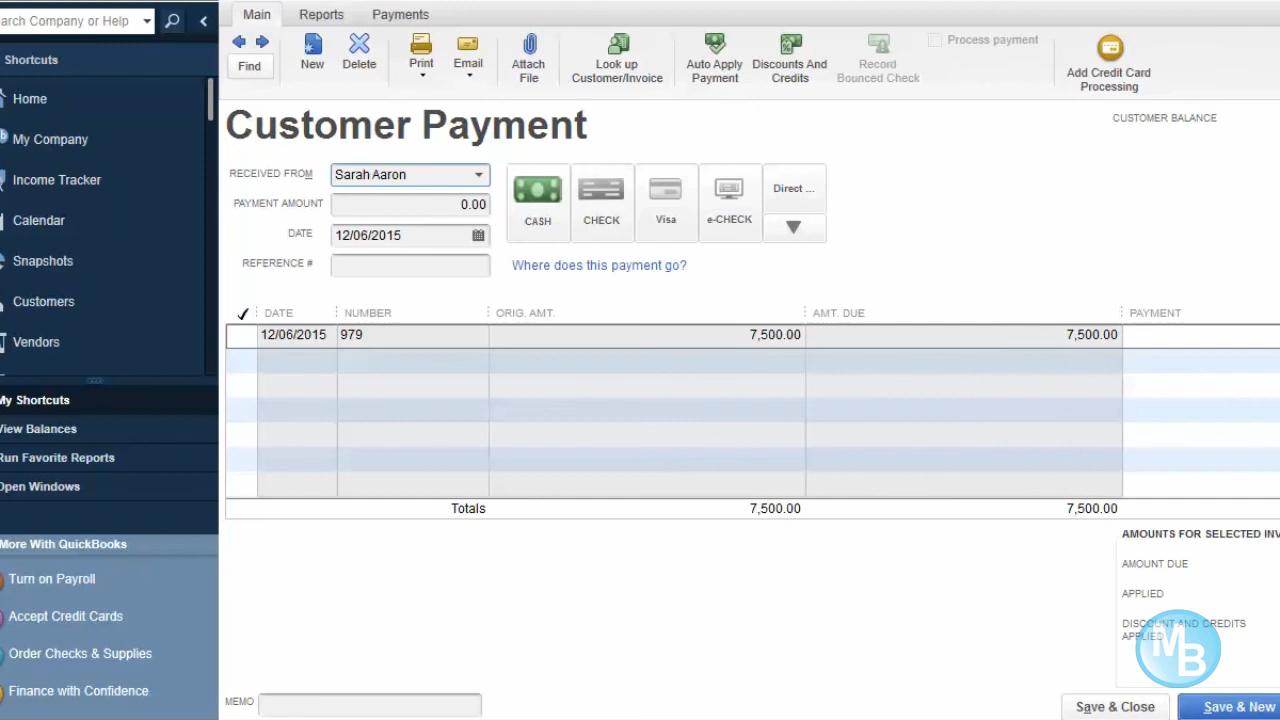 Main Reports Payments
arch Company or Help
Find
New
Delete
Print
Email
Attach
File
Look up
Customer/Invoice
Auto Apply
Payment
Discounts And
Credits
Record
Bounced Check
Process payment
Add Credit Card
Processing
Shortcuts
Home
My Company
Income Tracker
Calendar
Snapshots
Customers
Vendors
My Shortcuts
View Balances
Run Favorite Reports
Open Windows
More With QuickBooks
Turn on Payroll
Accept Credit Cards
Order Checks & Supplies
Finance with Confidence
Customer Payment
CUSTOMER BALANCE
RECEIVED FROM Sarah Aaron
PAYMENT AMOUNT 0.00
DATE 12/06/2015
REFERENCE #
CASH
CHECK
Visa
e-CHECK
Direct ...
Where does this payment go?
DATE NUMBER ORIG. AMT. AMT. DUE PAYMENT
12/06/2015 979 7,500.00 7,500.00
Totals 7,500.00 7,500.00
AMOUNTS FOR SELECTED INV
AMOUNT DUE
APPLIED
DISCOUNT AND CREDITS
APPLIED
MB
MEMO
Save & Close
Save & New